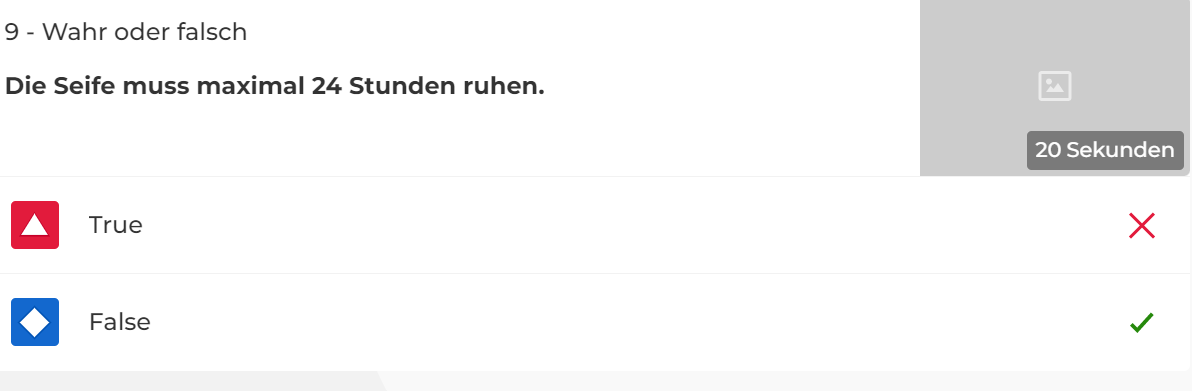 9 - Wahr oder falsch
Die Seife muss maximal 24 Stunden ruhen.
20 Sekunden
True
False